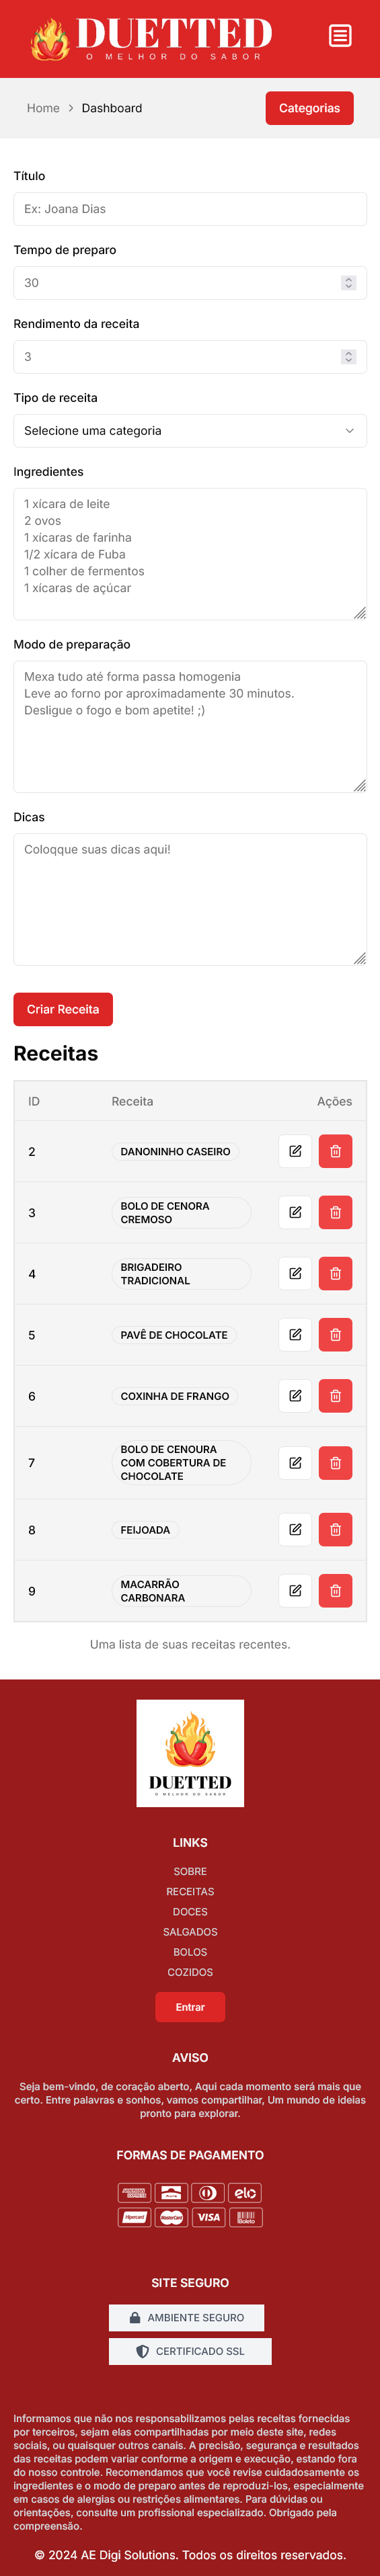 DUETTED
O MELHOR DO SABOR
Home > Dashboard
Categorias
Título
Ex: Joana Dias
Tempo de preparo
30
Rendimento da receita
3
Tipo de receita
Selecione uma categoria
Ingredientes
1 xícara de leite
2 ovos
1 xícaras de farinha
1/2 xícara de Fuba
1 colher de fermentos
1 xícaras de açúcar
Modo de preparação
Mexa tudo até forma passa homogenia
Leve ao forno por aproximadamente 30 minutos.
Desligue o fogo e bom apetite! ;)
Dicas
Coloqque suas dicas aqui!
Criar Receita
Receitas
ID Receita Ações
2 DANONINHO CASEIRO
3 BOLO DE CENORA
CREMOSO
4 BRIGADEIRO
TRADICIONAL
5 PAVÊ DE CHOCOLATE
6 COXINHA DE FRANGO
7 BOLO DE CENOURA
COM COBERTURA DE
CHOCOLATE
8 FEIJOADA
9 MACARRÃO
CARBONARA
Uma lista de suas receitas recentes.
DUETTED
O MELHOR DO SABOR
LINKS
SOBRE
RECEITAS
DOCES
SALGADOS
BOLOS
COZIDOS
Entrar
AVISO
Seja bem-vindo, de coração aberto, Aqui cada momento será mais que
certo. Entre palavras e sonhos, vamos compartilhar, Um mundo de ideias
pronto para explorar.
FORMAS DE PAGAMENTO
AMERICAN EXPRESS
elo
Hipercard MasterCard VISA Boleto
SITE SEGURO
AMBIENTE SEGURO
CERTIFICADO SSL
Informamos que não nos responsabilizamos pelas receitas fornecidas
por terceiros, sejam elas compartilhadas por meio deste site, redes
sociais, ou quaisquer outros canais. A precisão, segurança e resultados
das receitas podem variar conforme a origem e execução, estando fora
do nosso controle. Recomendamos que você revise cuidadosamente os
ingredientes e o modo de preparo antes de reproduzi-los, especialmente
em casos de alergias ou restrições alimentares. Para dúvidas ou
orientações, consulte um profissional especializado. Obrigado pela
compreensão.
© 2024 AE Digi Solutions. Todos os direitos reservados.